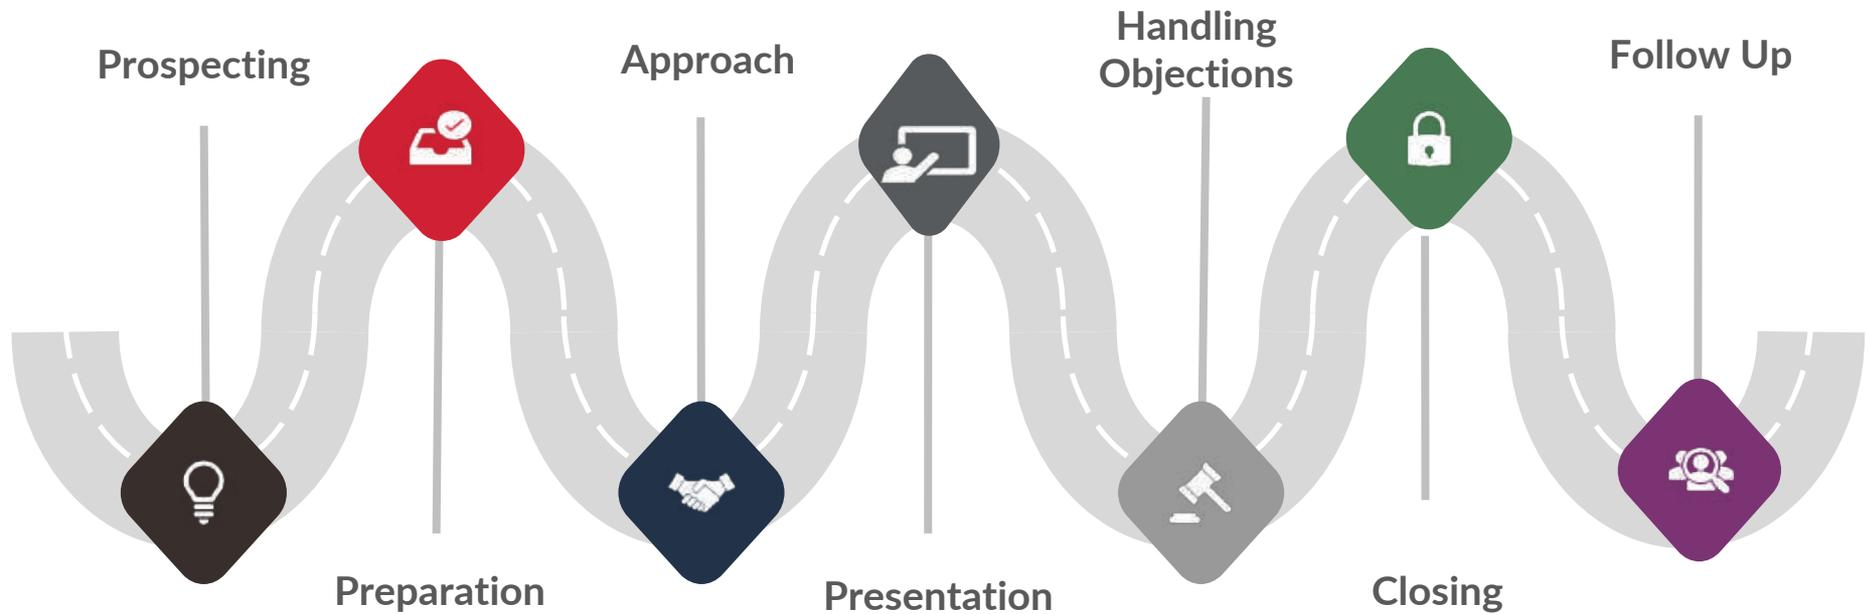 Prospecting
Preparation
Approach
Presentation
Handling
Objections
Closing
Follow Up